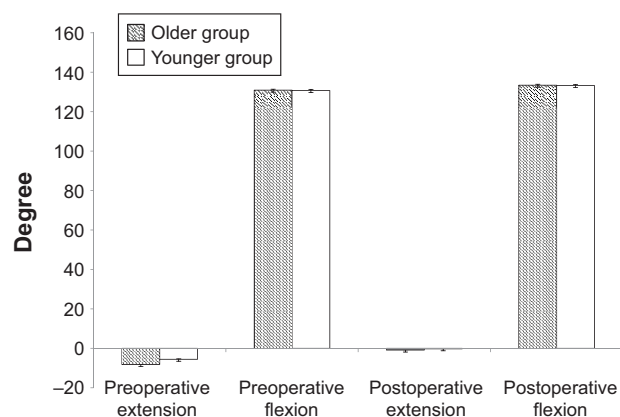 Older group
Younger group
Degree
160
140
120
100
80
60
40
20
0
–20
Preoperative extension
Preoperative flexion
Postoperative extension
Postoperative flexion